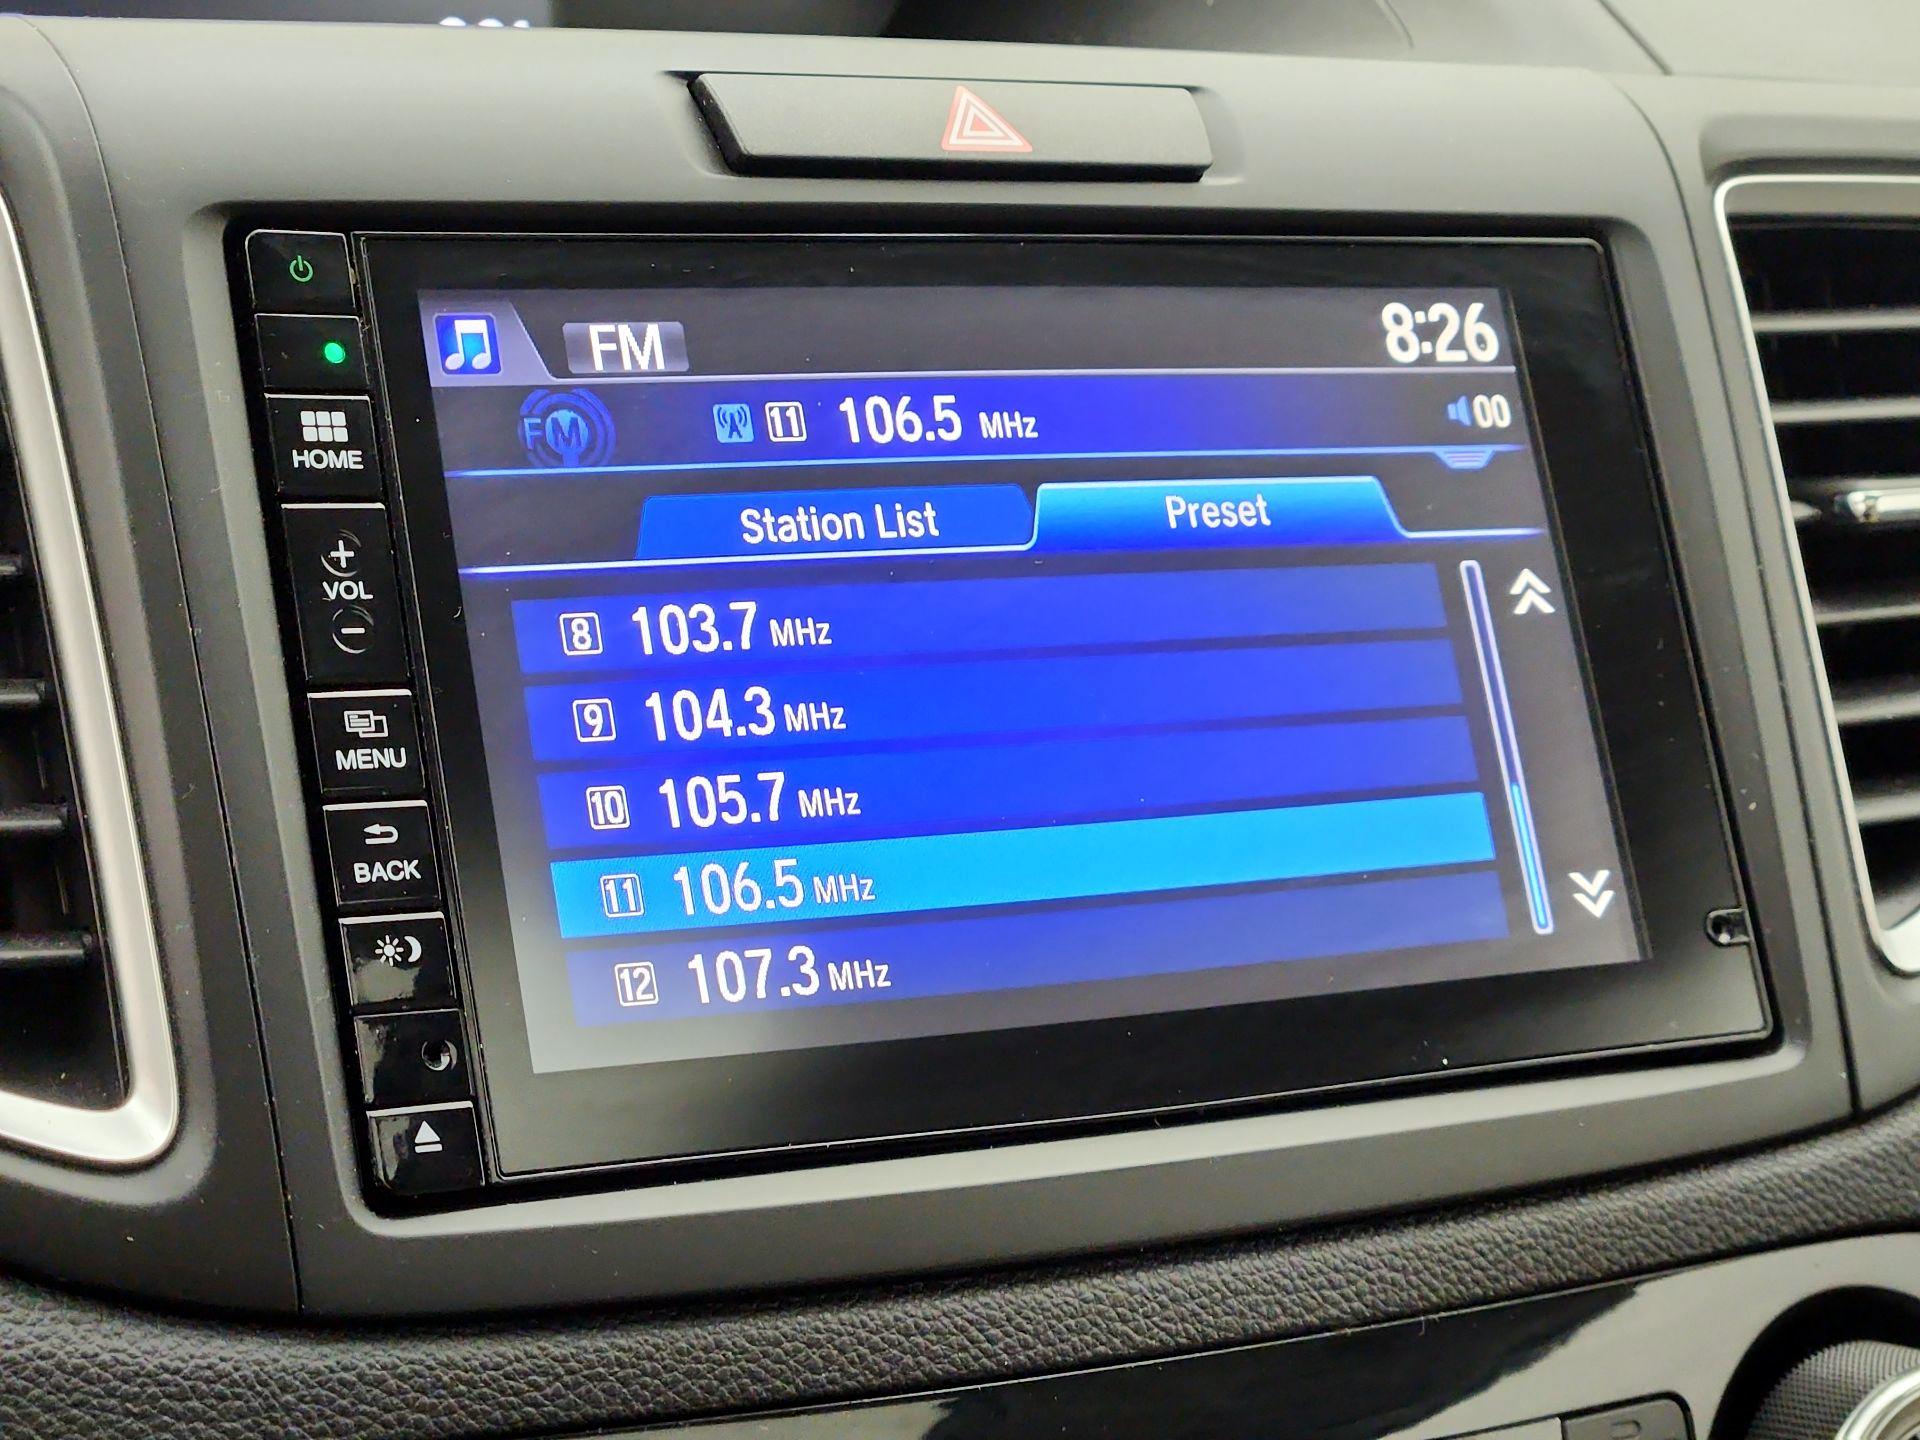 FM
8:26
FM
11 106.5 MHz
00
Station List
Preset
8 103.7 MHz
9 104.3 MHz
10 105.7 MHz
11 106.5 MHz
12 107.3 MHz
HOME
+
VOL
−
MENU
BACK